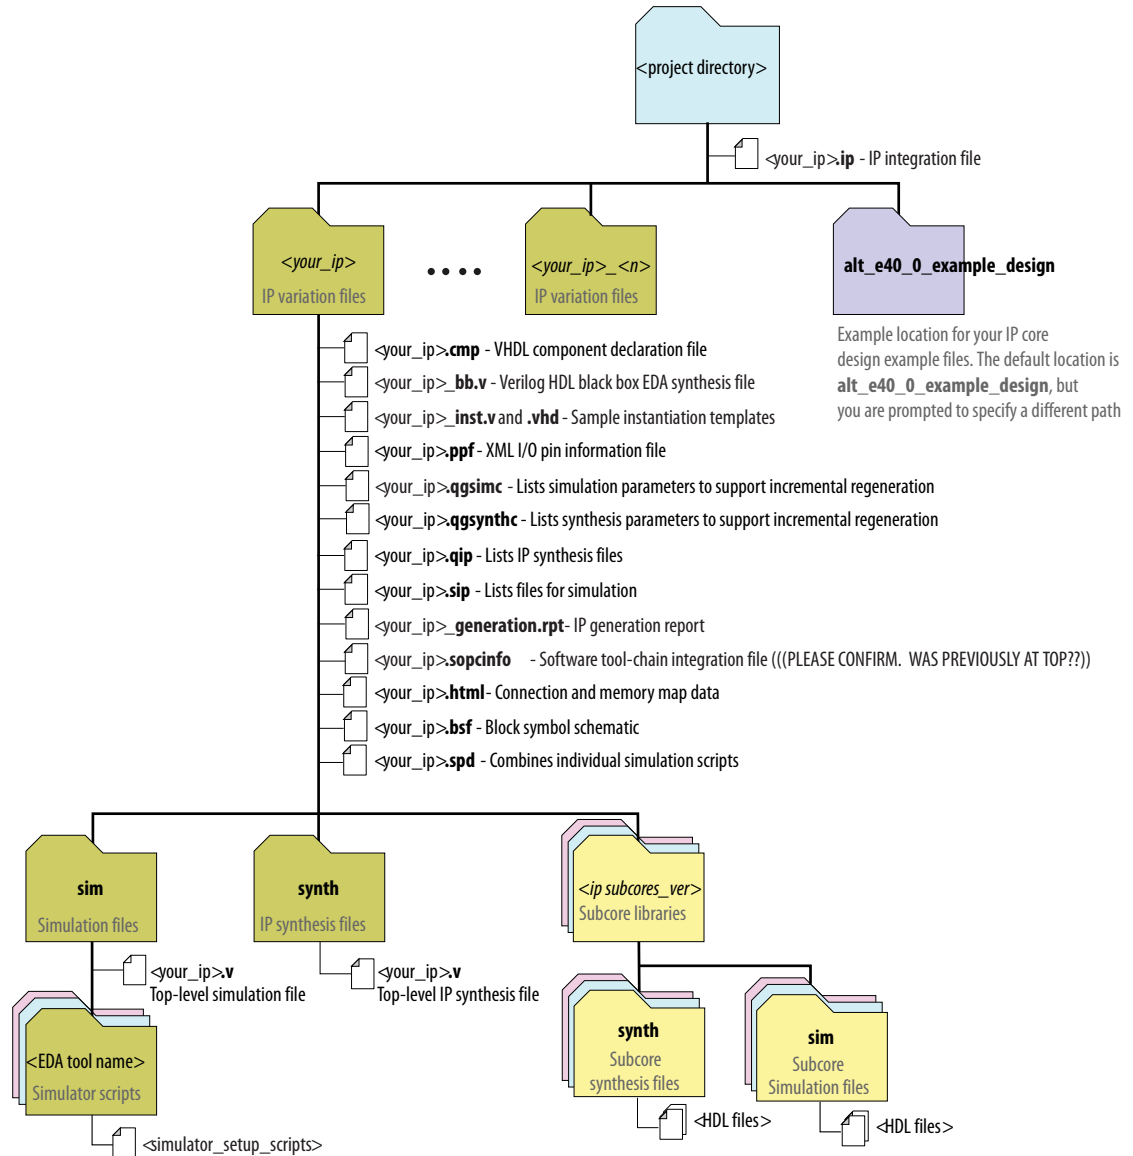 <project directory>
<your_ip>.ip - IP integration file
<your_ip>
IP variation files
<your_ip>_<n>
IP variation files
alt_e40_0_example_design
Example location for your IP core
design example files. The default location is
alt_e40_0_example_design, but
you are prompted to specify a different path
<your_ip>.cmp - VHDL component declaration file
<your_ip>_bb.v - Verilog HDL black box EDA synthesis file
<your_ip>_inst.v and .vhd - Sample instantiation templates
<your_ip>.ppf - XML I/O pin information file
<your_ip>.qgsimc - Lists simulation parameters to support incremental regeneration
<your_ip>.qgsynthc - Lists synthesis parameters to support incremental regeneration
<your_ip>.qip - Lists IP synthesis files
<your_ip>.sip - Lists files for simulation
<your_ip>_generation.rpt- IP generation report
<your_ip>.sopcinfo - Software tool-chain integration file (((PLEASE CONFIRM. WAS PREVIOUSLY AT TOP??))
<your_ip>.html- Connection and memory map data
<your_ip>.bsf - Block symbol schematic
<your_ip>.spd - Combines individual simulation scripts
sim
Simulation files
synth
IP synthesis files
<ip subcores_ver>
Subcore libraries
<your_ip>.v
Top-level simulation file
<your_ip>.v
Top-level IP synthesis file
<EDA tool name>
Simulator scripts
synth
Subcore
synthesis files
sim
Subcore
Simulation files
<HDL files>
<HDL files>
<simulator_setup_scripts>